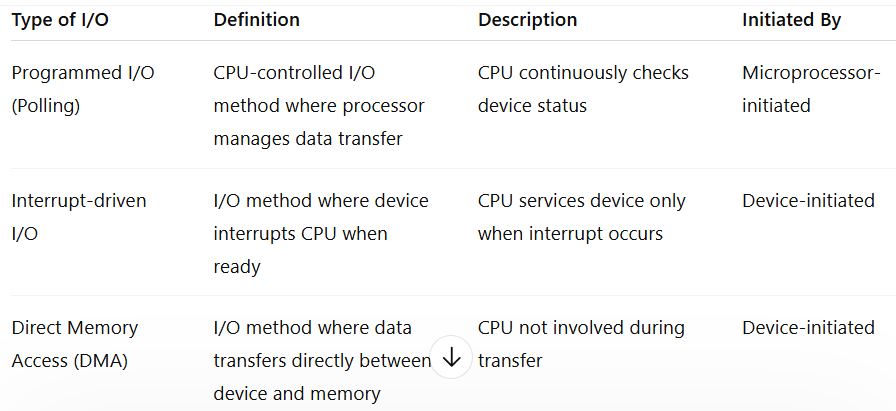 Type of I/O Definition Description Initiated By
Programmed I/O CPU-controlled I/O CPU continuously checks Microprocessor-
(Polling) method where processor device status initiated
manages data transfer
Interrupt-driven I/O method where device CPU services device only Device-initiated
I/O interrupts CPU when when interrupt occurs
ready
Direct Memory I/O method where data CPU not involved during Device-initiated
Access (DMA) transfers directly between transfer
device and memory